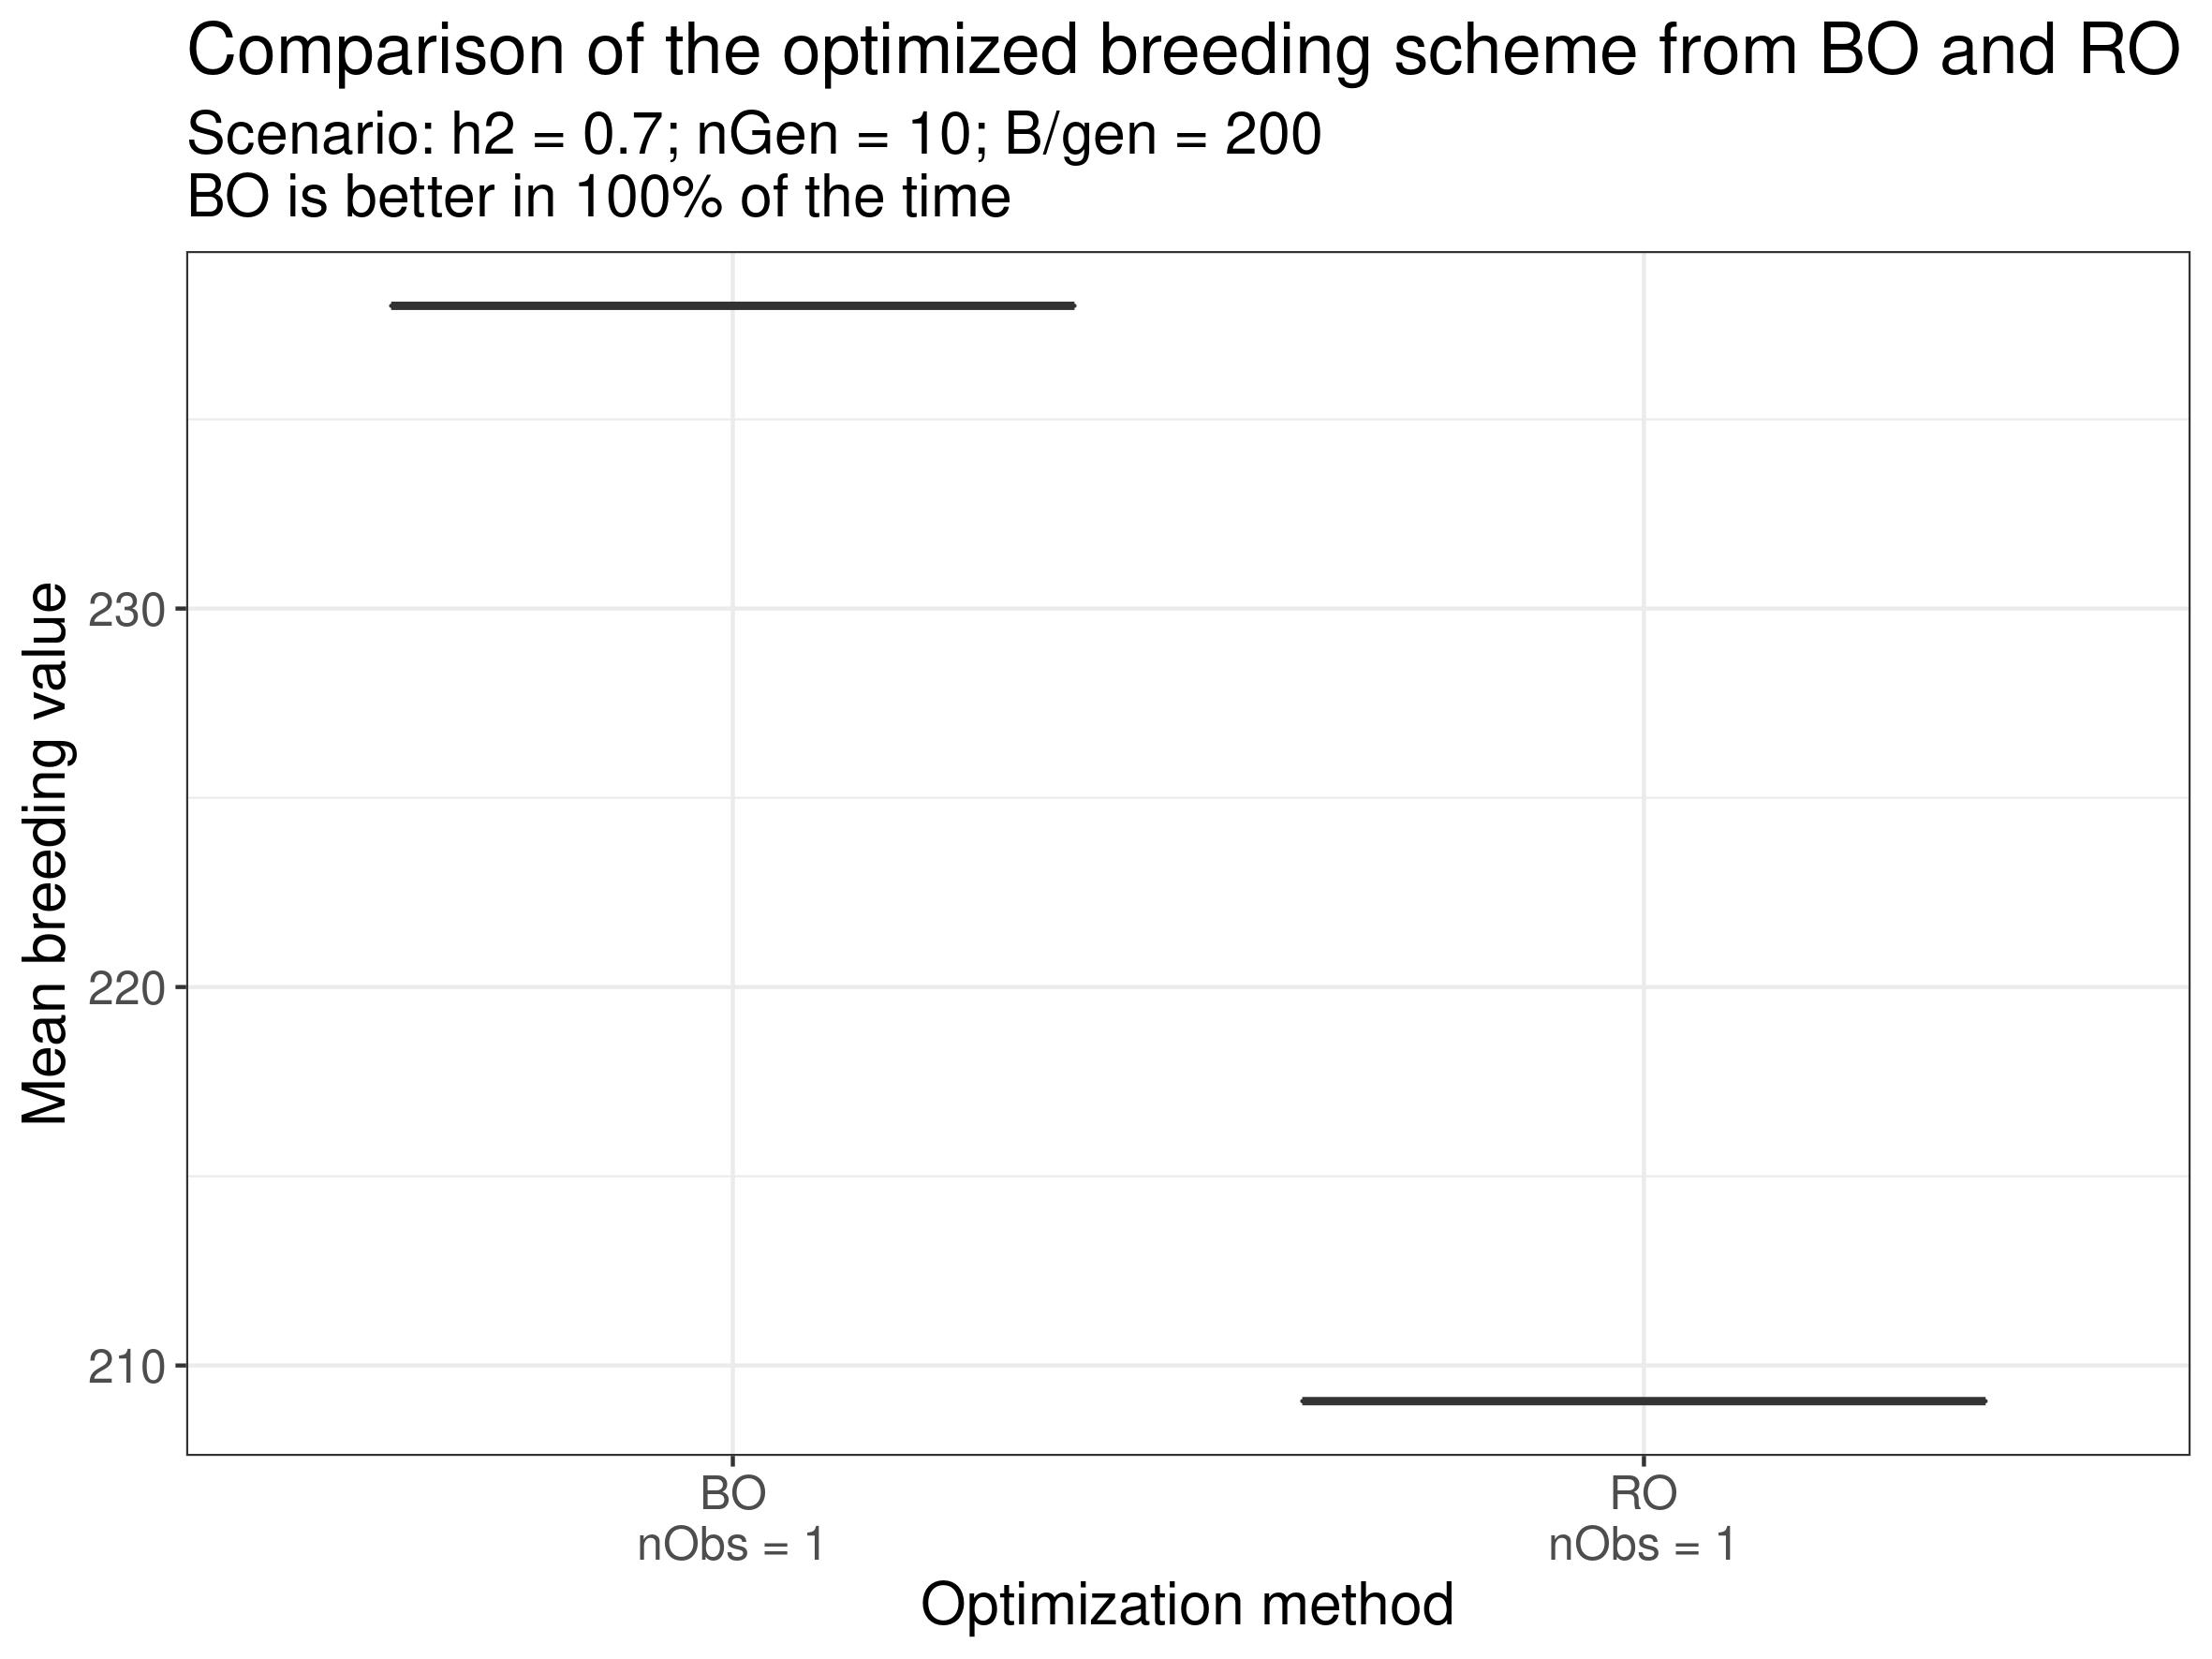 Comparison of the optimized breeding scheme from BO and RO
Scenario: h2 = 0.7; nGen = 10; B/gen = 200
BO is better in 100% of the time
Mean breeding value
230
220
210
BO
nObs = 1
RO
nObs = 1
Optimization method